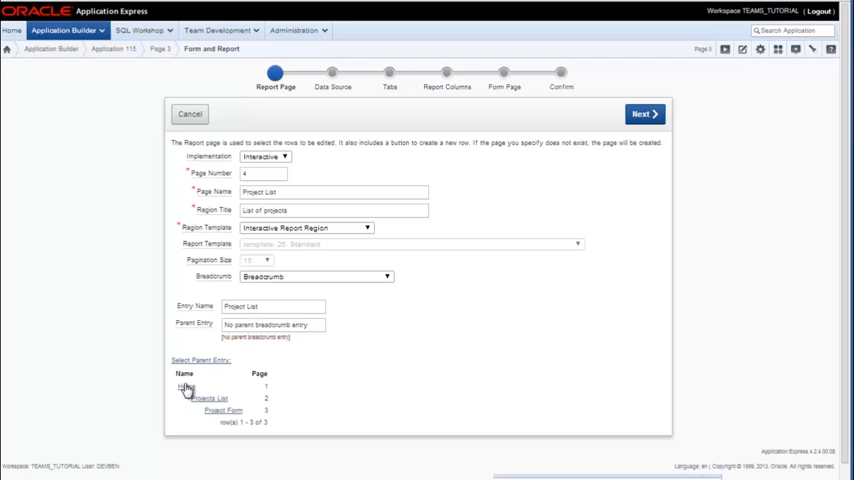 ORACLE Application Express
Workspace TEAMS_TUTORIAL ( Logout )
Home Application Builder SQL Workshop Team Development Administration Search Application
Application Builder Application 115 Page 3 Form and Report Page 3
Report Page Data Source Tabs Report Columns Form Page Confirm
Cancel Next
The Report page is used to select the rows to be edited. It also includes a button to create a new row. If the page you specify does not exist, the page will be created.
Implementation Interactive
* Page Number 4
* Page Name Project List
* Region Title List of projects
* Region Template Interactive Report Region
Report Template template: 28. Standard
Pagination Size 15
Breadcrumb Breadcrumb
Entry Name Project List
Parent Entry No parent breadcrumb entry
[No parent breadcrumb entry]
Select Parent Entry:
Name Page
1
Projects List 2
Project Form 3
row(s) 1 - 3 of 3
Application Express 4.2.4.00.08
Workspace: TEAMS_TUTORIAL User: DEVBEN
Language: en | Copyright © 1999, 2013, Oracle. All rights reserved.